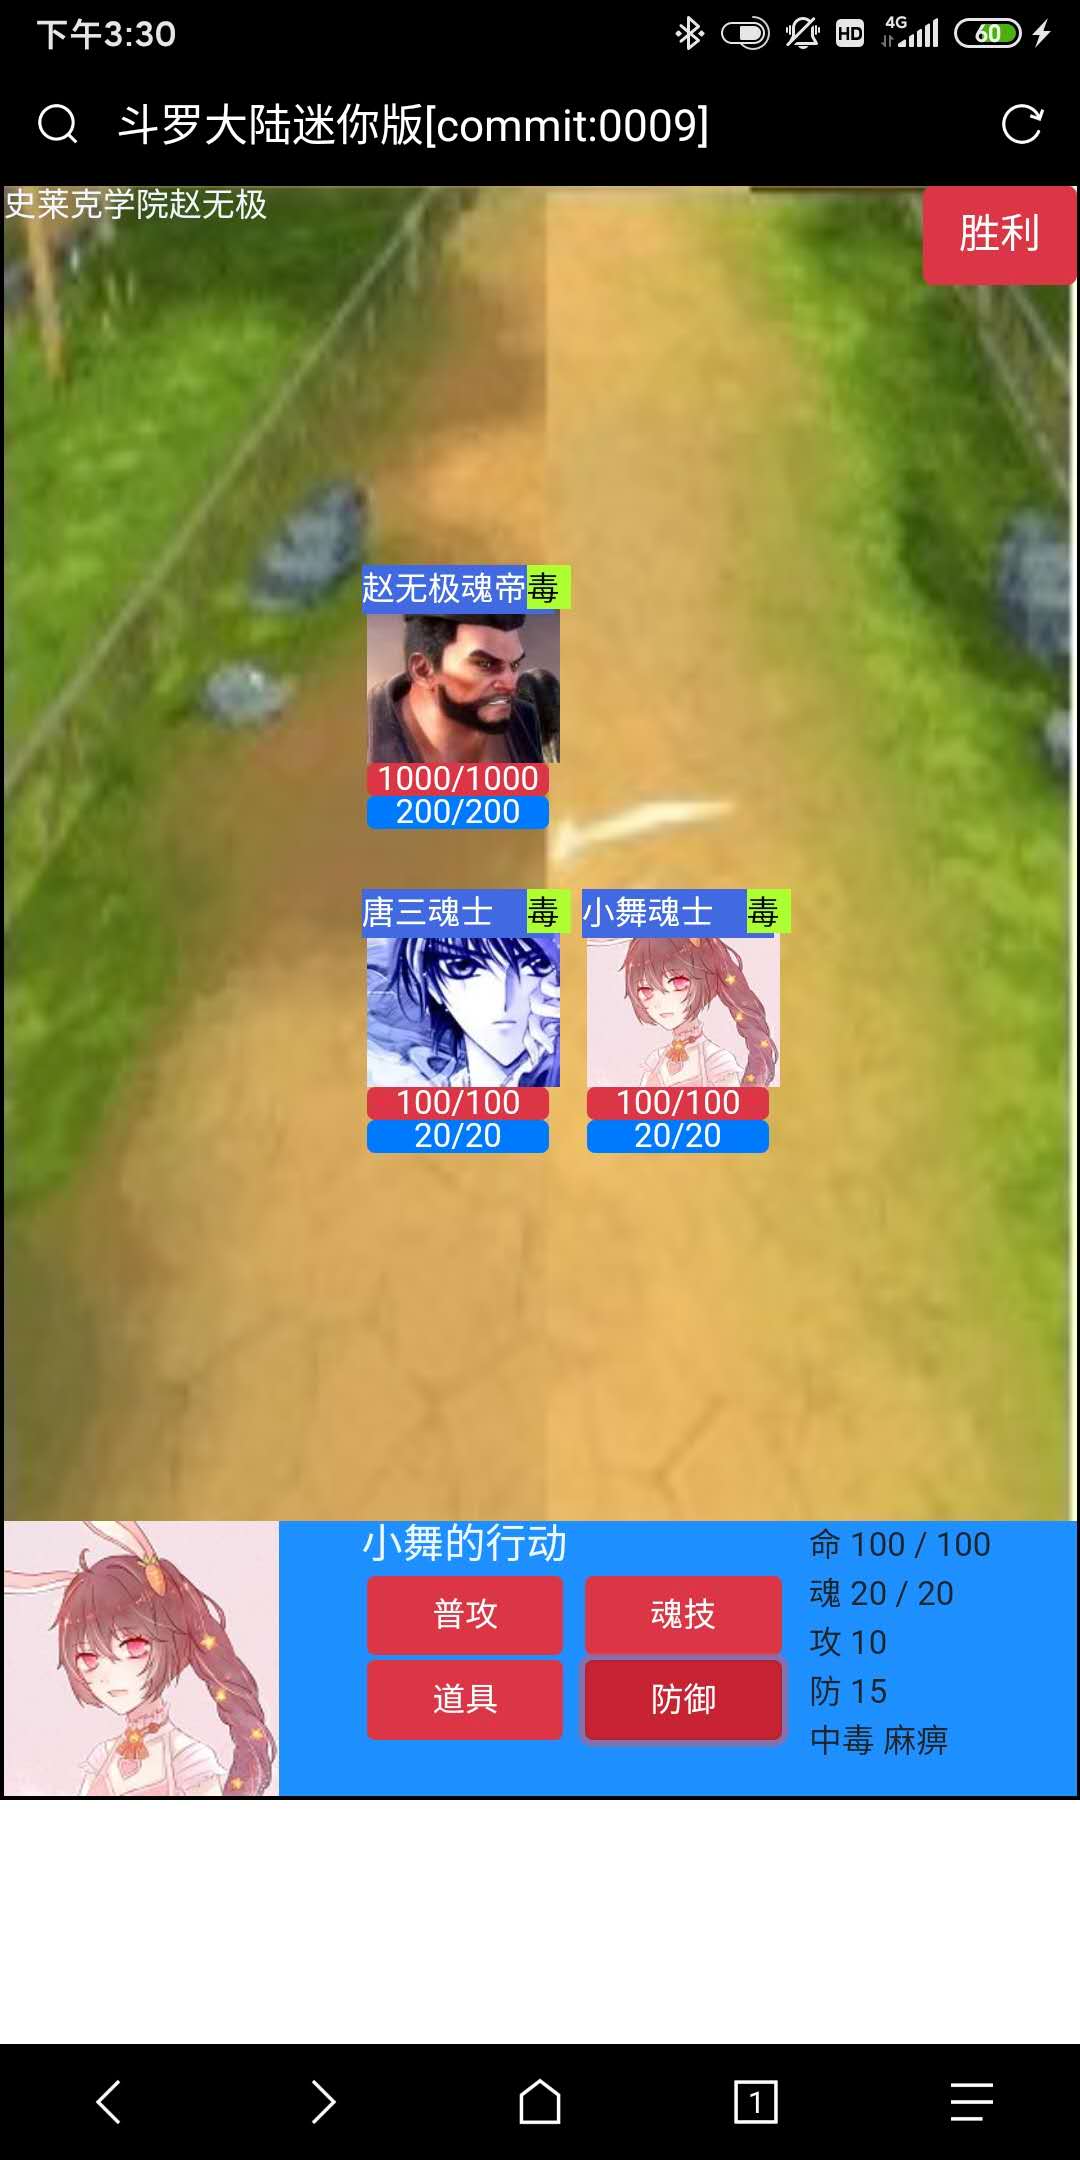 下午3:30
HD 4G 60
斗罗大陆迷你版[commit:0009]
史莱克学院赵无极
胜利
赵无极魂帝 毒
1000/1000
200/200
唐三魂士 毒
小舞魂士 毒
100/100
100/100
20/20
20/20
小舞的行动
普攻
魂技
道具
防御
命 100 / 100
魂 20 / 20
攻 10
防 15
中毒 麻痹
1